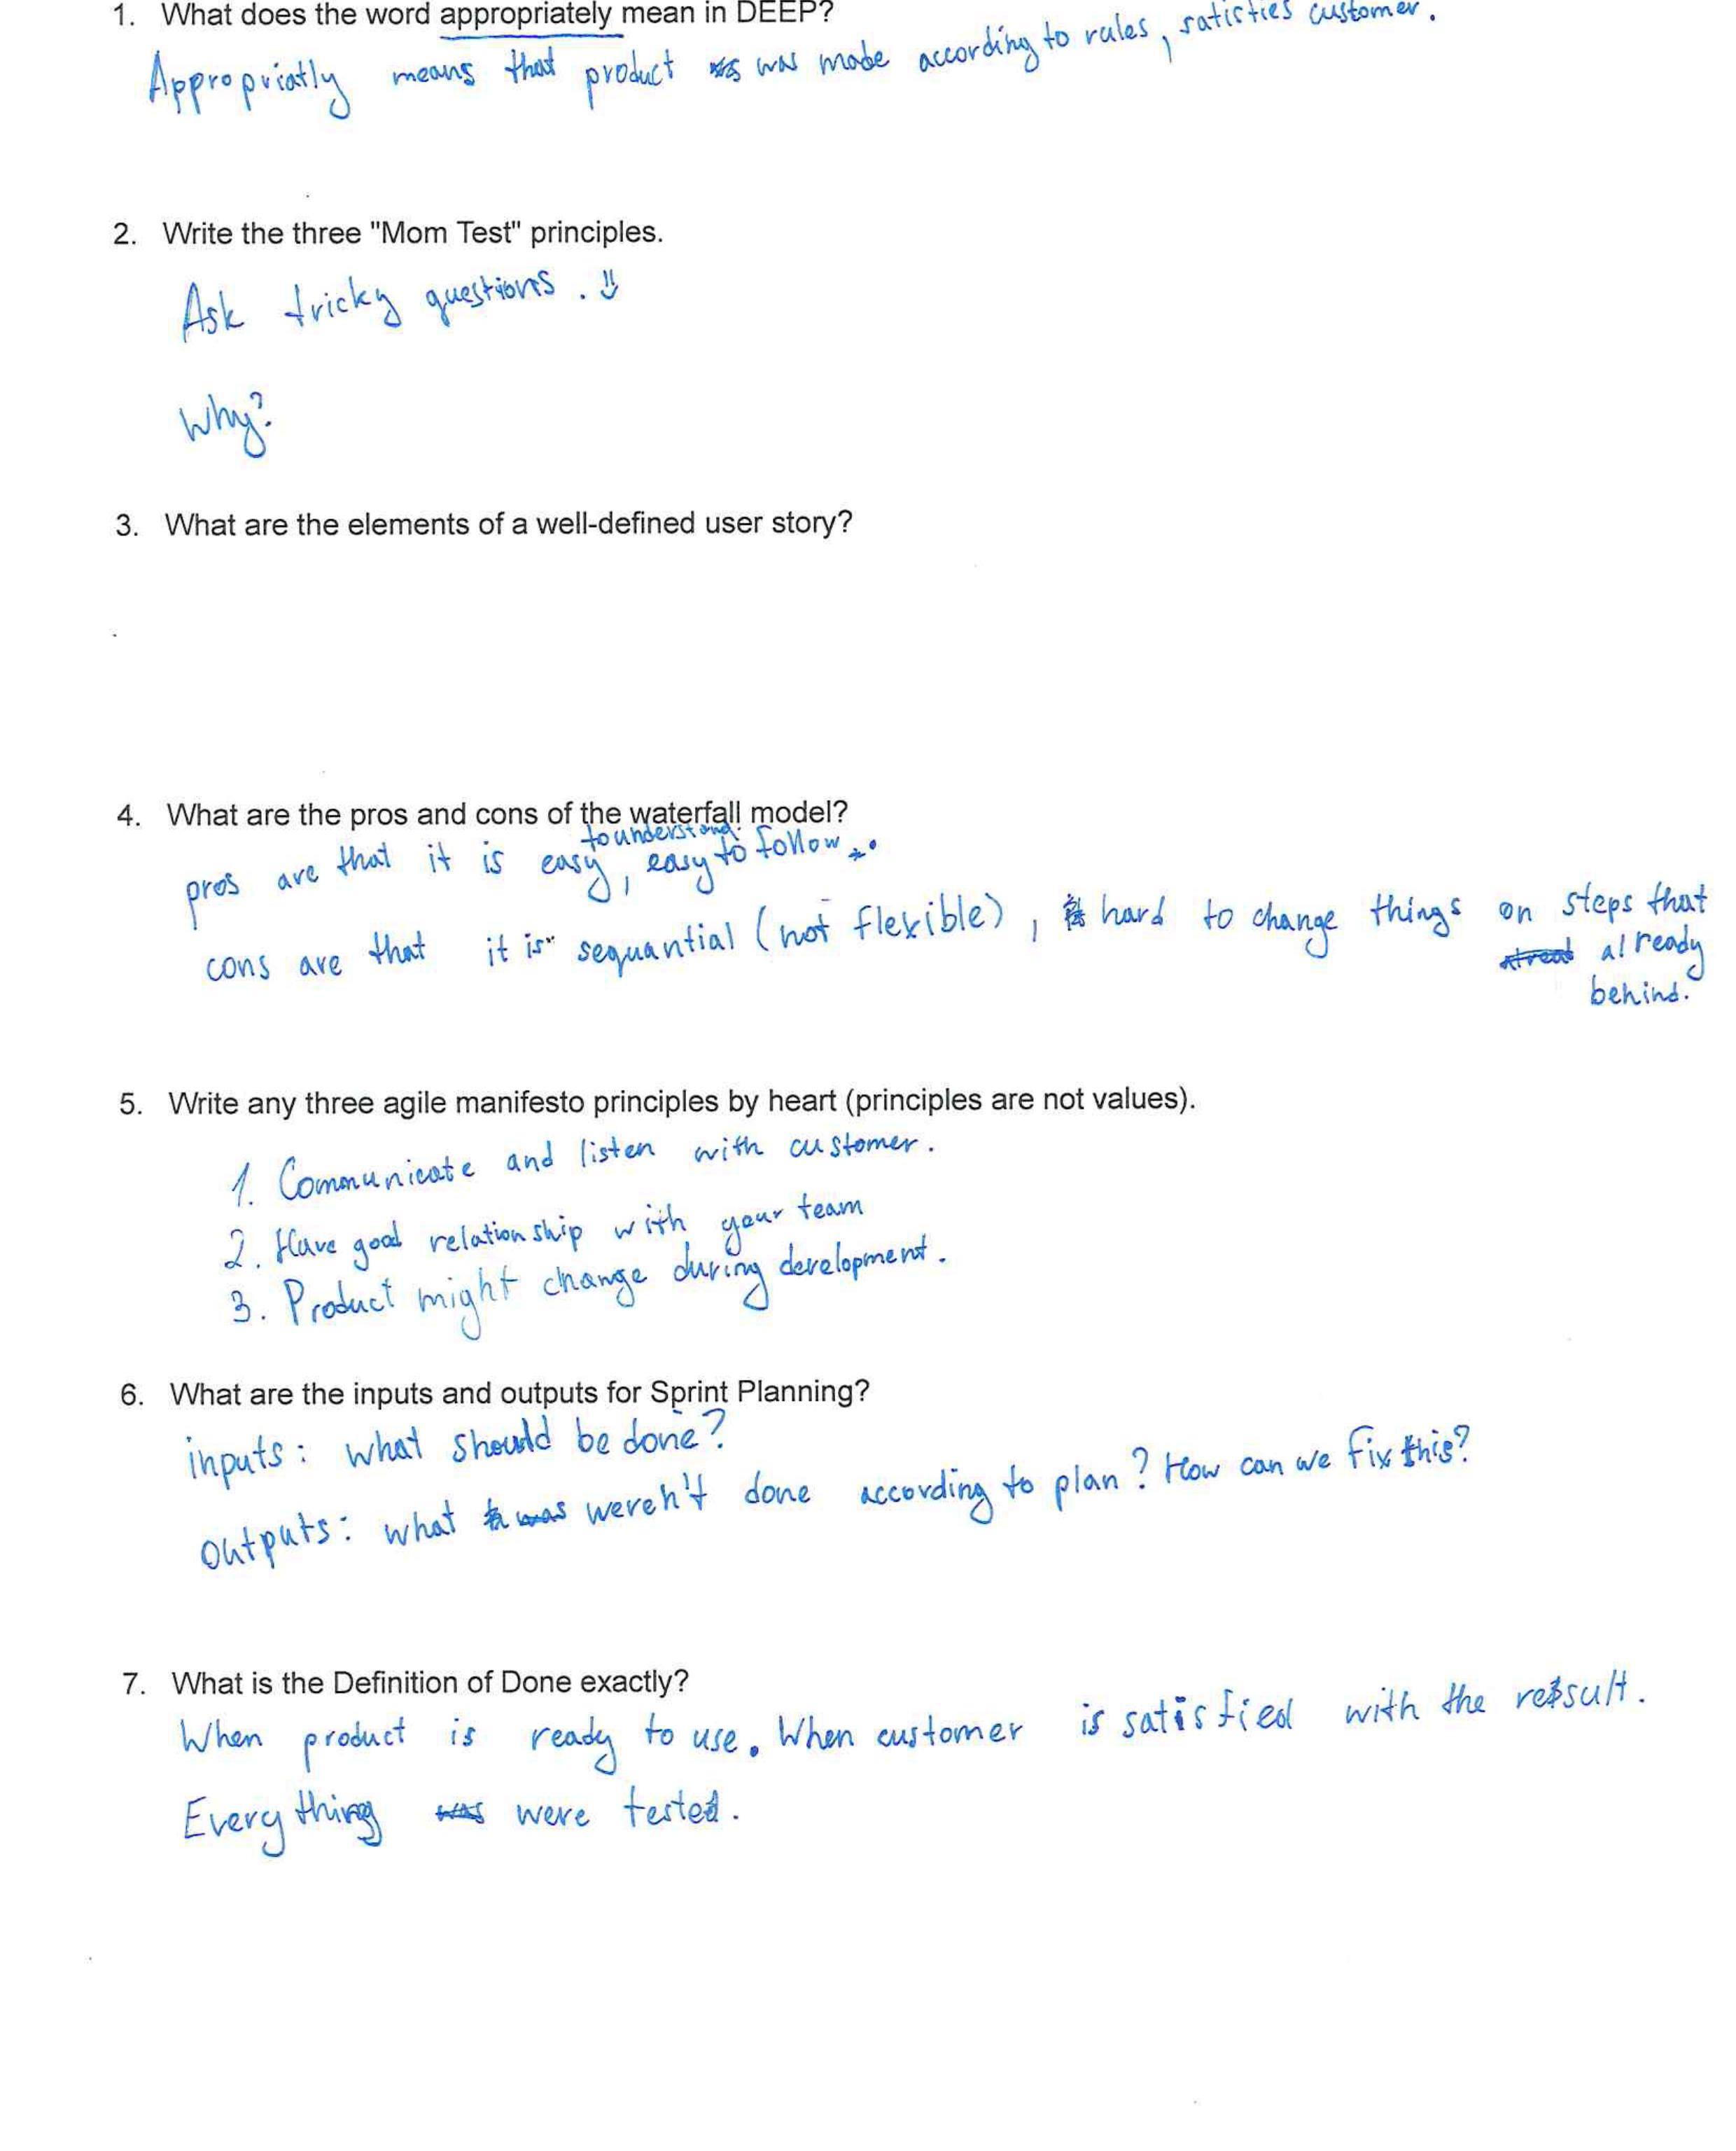 1. What does the word appropriately mean in DEEP?
Appropriatly means that product was made according to rules, satisfies customer.
2. Write the three "Mom Test" principles.
Ask tricky questions.
Why?
3. What are the elements of a well-defined user story?
4. What are the pros and cons of the waterfall model?
to understand
pros are that it is easy, easy to follow.
cons are that it is sequantial (not flexible), hard to change things on steps that
already
behind.
5. Write any three agile manifesto principles by heart (principles are not values).
1. Communicate and listen with customer.
2. Have good relationship with your team
3. Product might change during development.
6. What are the inputs and outputs for Sprint Planning?
inputs: what should be done?
outputs: what weren't done according to plan? How can we fix this?
7. What is the Definition of Done exactly?
When product is ready to use. When customer is satisfied with the result.
Everything were tested.